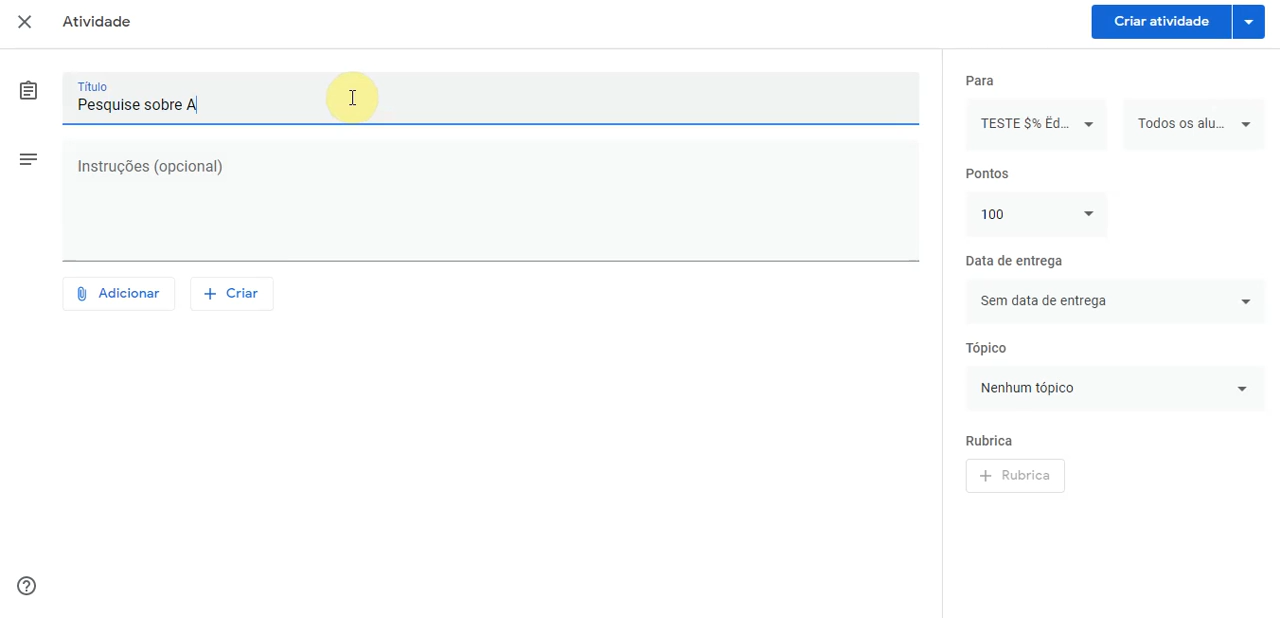 Atividade
Criar atividade
Título
Pesquise sobre A
Instruções (opcional)
Adicionar
Criar
Para
TESTE $% Ëd...
Todos os alu...
Pontos
100
Data de entrega
Sem data de entrega
Tópico
Nenhum tópico
Rubrica
Rubrica